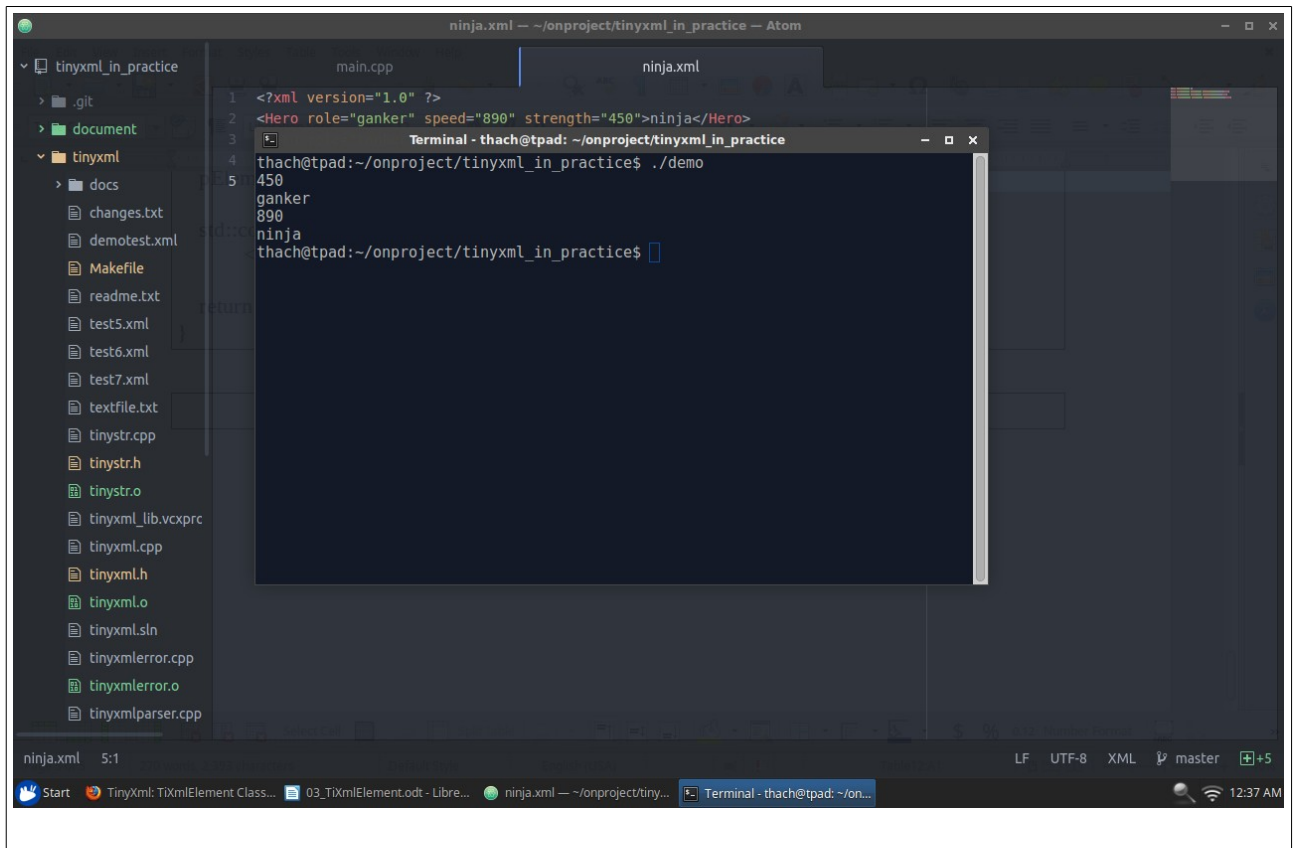 ninja.xml — ~/onproject/tinyxml_in_practice — Atom
tinyxml_in_practice
main.cpp
ninja.xml
.git
document
tinyxml
docs
changes.txt
demotest.xml
Makefile
readme.txt
test5.xml
test6.xml
test7.xml
textfile.txt
tinystr.cpp
tinystr.h
tinystr.o
tinyxml_lib.vcxprc
tinyxml.cpp
tinyxml.h
tinyxml.o
tinyxml.sln
tinyxmlerror.cpp
tinyxmlerror.o
tinyxmlparser.cpp
1 <?xml version="1.0" ?>
2 <Hero role="ganker" speed="890" strength="450">ninja</Hero>
3
4
5
Terminal - thach@tpad: ~/onproject/tinyxml_in_practice
thach@tpad:~/onproject/tinyxml_in_practice$ ./demo
450
ganker
890
ninja
thach@tpad:~/onproject/tinyxml_in_practice$
return
ninja.xml 5:1
LF UTF-8 XML master +5
Start TinyXml: TiXmlElement Class... 03_TiXmlElement.odt - Libre... ninja.xml — ~/onproject/tiny... Terminal - thach@tpad: ~/on... 12:37 AM